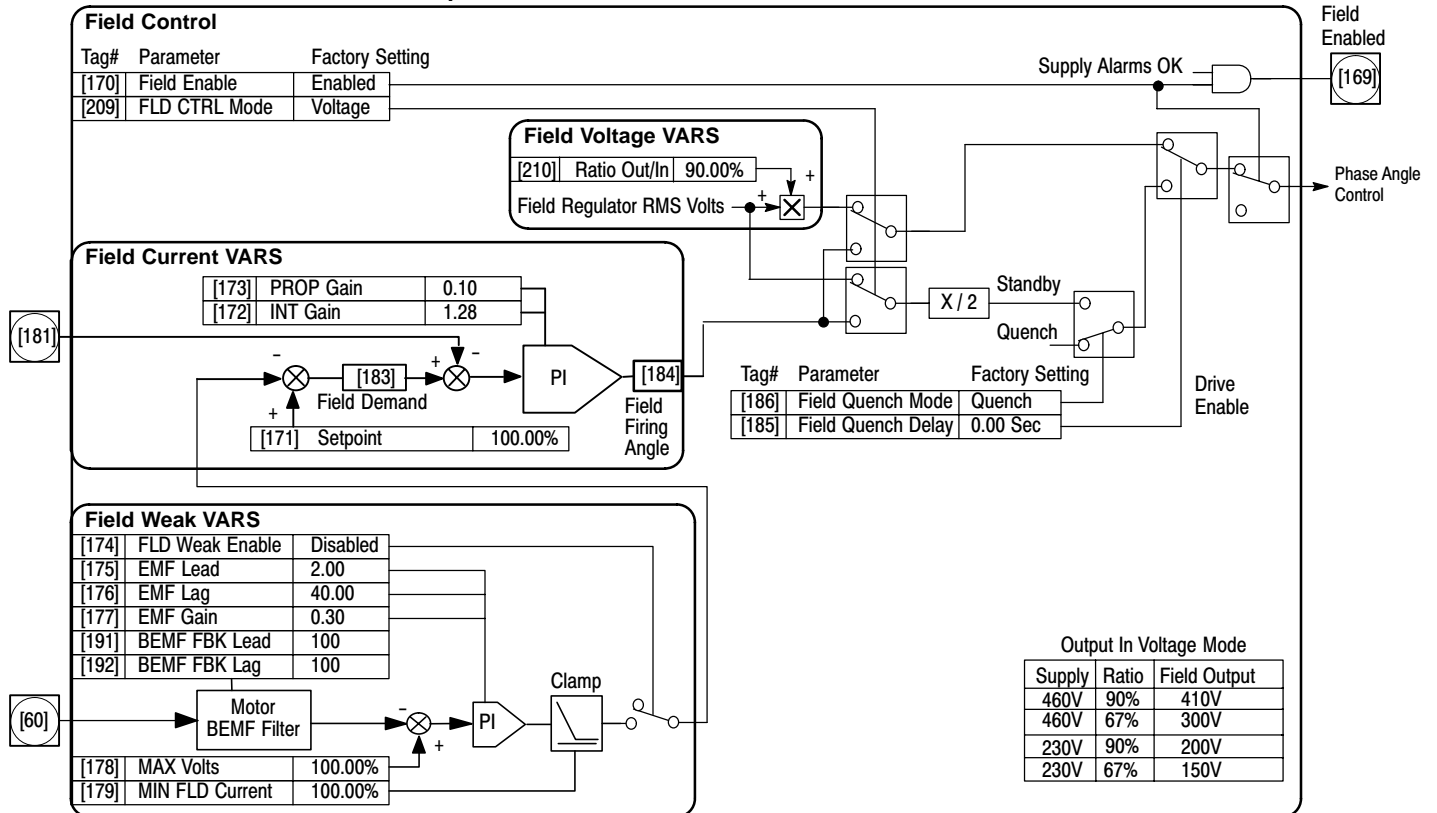 Field Control
Tag# Parameter Factory Setting
[170] Field Enable Enabled
[209] FLD CTRL Mode Voltage
Supply Alarms OK
Field
Enabled
[169]
Field Voltage VARS
[210] Ratio Out/In 90.00%
+
Field Regulator RMS Volts
+
X
Phase Angle
Control
Field Current VARS
[173] PROP Gain 0.10
[172] INT Gain 1.28
[181]
−
[183]
Field Demand
+
−
PI
[184]
Field
Firing
Angle
+
[171] Setpoint 100.00%
X / 2
Standby
Quench
Tag# Parameter Factory Setting
[186] Field Quench Mode Quench
[185] Field Quench Delay 0.00 Sec
Drive
Enable
Field Weak VARS
[174] FLD Weak Enable Disabled
[175] EMF Lead 2.00
[176] EMF Lag 40.00
[177] EMF Gain 0.30
[191] BEMF FBK Lead 100
[192] BEMF FBK Lag 100
[60]
Motor
BEMF Filter
−
+
PI
Clamp
[178] MAX Volts 100.00%
[179] MIN FLD Current 100.00%
Output In Voltage Mode
Supply Ratio Field Output
460V 90% 410V
460V 67% 300V
230V 90% 200V
230V 67% 150V